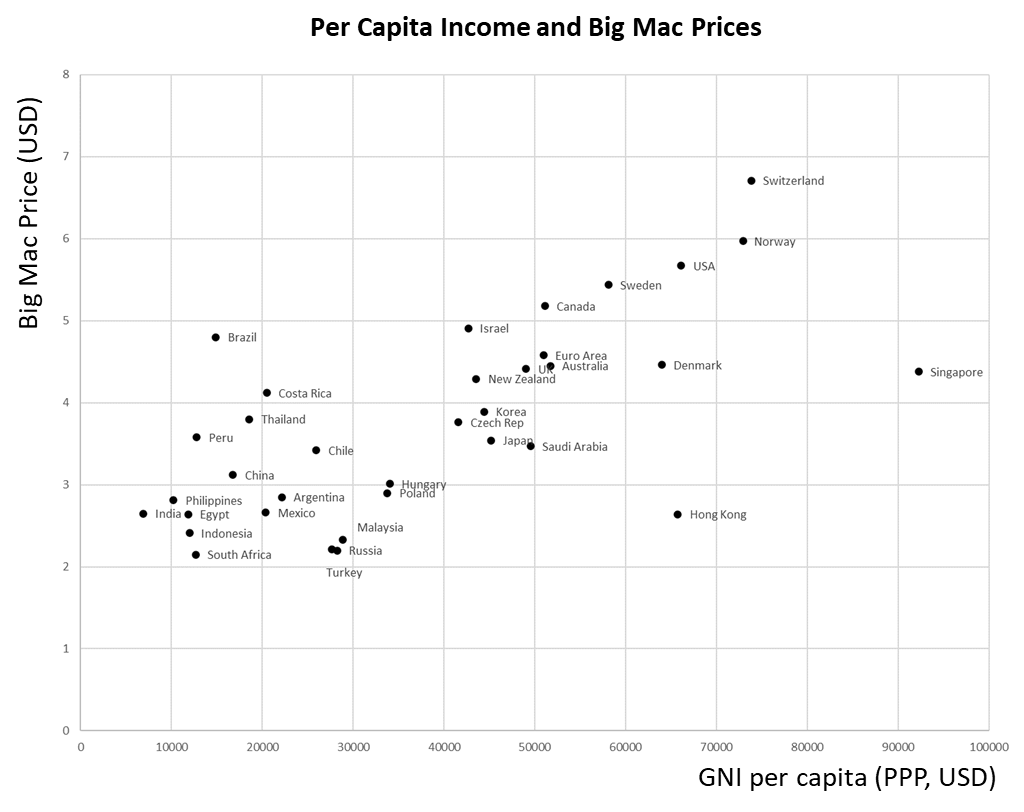 Per Capita Income and Big Mac Prices
Big Mac Price (USD)
8
7
6
5
4
3
2
1
0
Switzerland
Norway
USA
Sweden
Canada
Israel
Brazil
Euro Area
UK
Australia
Denmark
Singapore
New Zealand
Costa Rica
Korea
Thailand
Czech Rep
Peru
Japan
Saudi Arabia
Chile
China
Hungary
Poland
Argentina
Philippines
India
Egypt
Mexico
Hong Kong
Malaysia
Indonesia
Russia
South Africa
Turkey
0 10000 20000 30000 40000 50000 60000 70000 80000 90000 100000
GNI per capita (PPP, USD)